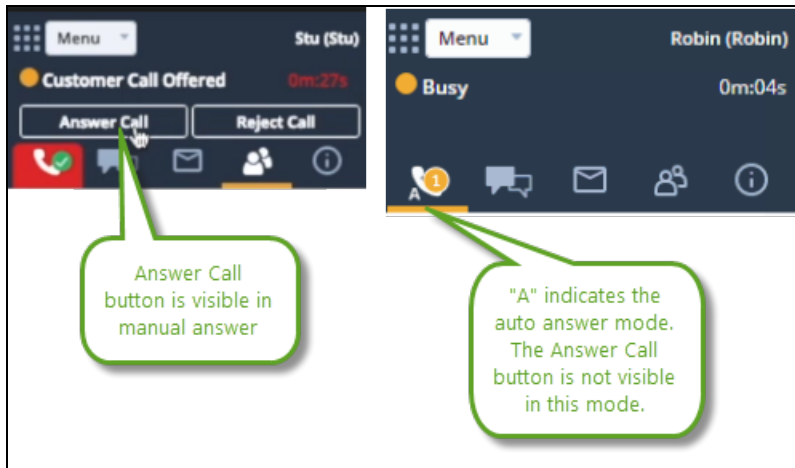 Menu
Stu (Stu)
Customer Call Offered
0m:27s
Answer Call
Reject Call
Answer Call
button is visible in
manual answer
Menu
Robin (Robin)
Busy
0m:04s
A
1
"A" indicates the
auto answer mode.
The Answer Call
button is not visible
in this mode.